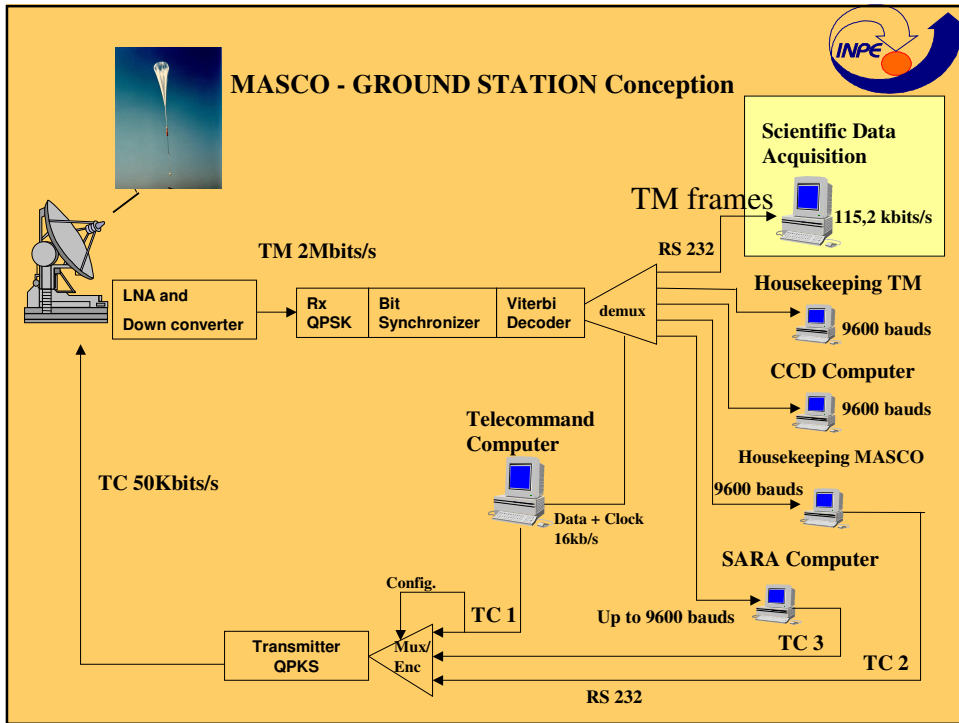 INPE
MASCO - GROUND STATION Conception
Scientific Data
Acquisition
TM frames
115,2 kbits/s
RS 232
TM 2Mbits/s
LNA and
Down converter
Rx
QPSK
Bit
Synchronizer
Viterbi
Decoder
demux
Housekeeping TM
9600 bauds
CCD Computer
9600 bauds
Telecommand
Computer
Housekeeping MASCO
9600 bauds
TC 50Kbits/s
Data + Clock
16kb/s
SARA Computer
Config.
TC 1
Up to 9600 bauds
TC 3
TC 2
Transmitter
QPKS
Mux/
Enc
RS 232